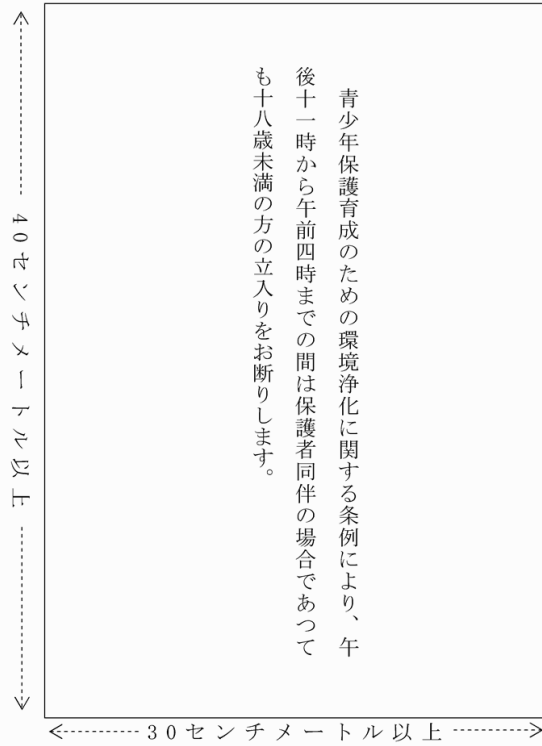 青少年保護育成のための環境浄化に関する条例により、午
後十一時から午前四時までの間は保護者同伴の場合であつて
も十八歳未満の方の立入りをお断りします。
40センチメートル以上
30センチメートル以上